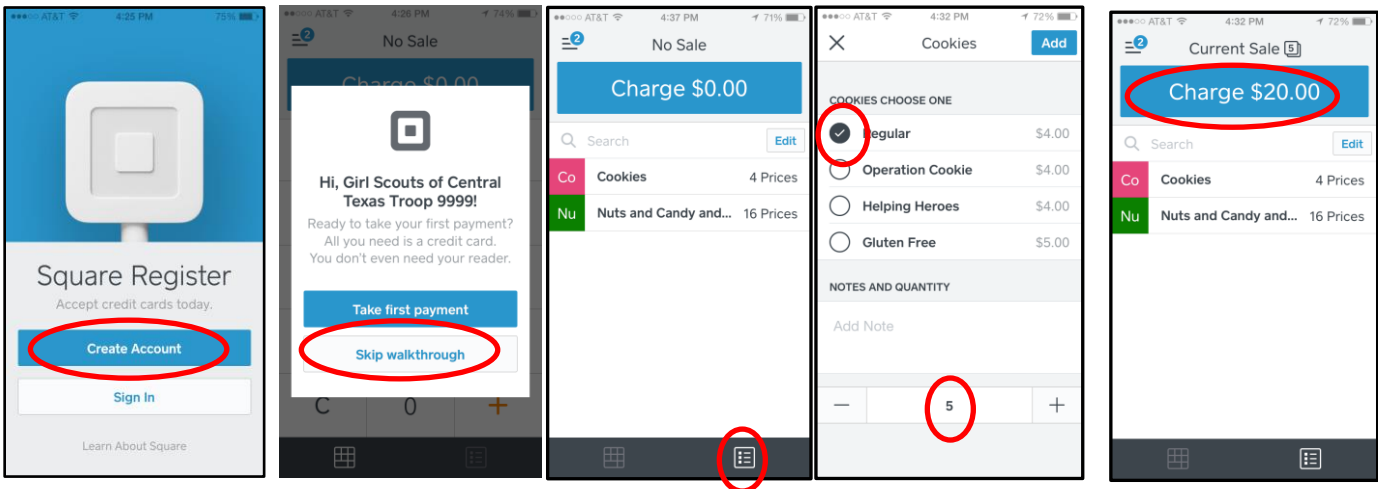 AT&T 4:25 PM 75%
Square Register
Accept credit cards today.
Create Account
Sign In
Learn About Square
AT&T 4:26 PM 74%
2
No Sale
Charge $0.00
Hi, Girl Scouts of Central
Texas Troop 9999!
Ready to take your first payment?
All you need is a credit card.
You don't even need your reader.
Take first payment
Skip walkthrough
C 0 +
AT&T 4:37 PM 71%
2
No Sale
Charge $0.00
Search Edit
Co Cookies 4 Prices
Nu Nuts and Candy and... 16 Prices
AT&T 4:32 PM 72%
Cookies Add
COOKIES CHOOSE ONE
Regular $4.00
Operation Cookie $4.00
Helping Heroes $4.00
Gluten Free $5.00
NOTES AND QUANTITY
Add Note
— 5 +
AT&T 4:32 PM 72%
2
Current Sale 5
Charge $20.00
Search Edit
Co Cookies 4 Prices
Nu Nuts and Candy and... 16 Prices